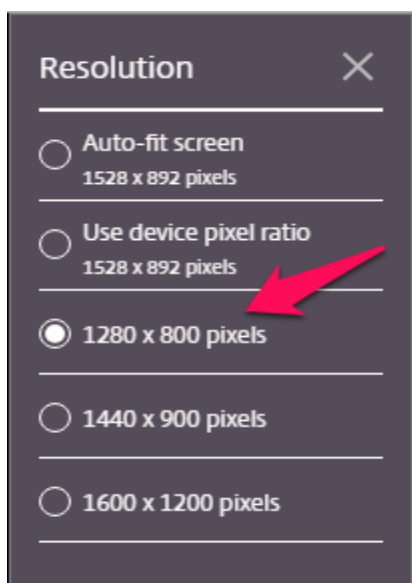 Resolution
Auto-fit screen
1528 x 892 pixels
Use device pixel ratio
1528 x 892 pixels
1280 x 800 pixels
1440 x 900 pixels
1600 x 1200 pixels